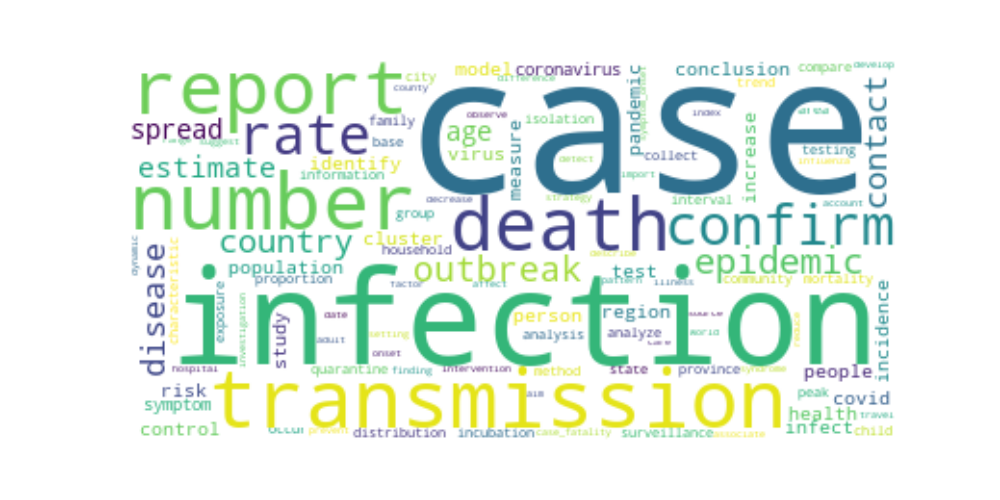 case
infection
transmission
report
number
death
rate
confirm
outbreak
epidemic
country
disease
contact
estimate
spread
age
virus
measure
pandemic
coronavirus
model
city
difference
county
conclusion
compare
develop
trend
family
base
observe
isolation
index
increase
testing
influence
collect
detect
import
identify
information
suggest
group
decrease
strategy
interval
account
cluster
household
describe
population
proportion
factor
affect
test
pattern
illness
community
mortality
dynamic
characteristic
exposure
investigation
study
date
adult
setting
onset
person
analysis
region
analyze
world
reduce
incidence
hospital
quarantine
finding
intervention
method
state
province
syndrome
people
risk
symptom
control
occur
prevent
distribution
incubation
case_fatality
surveillance
associate
aim
peak
covid
health
travel
infect
child